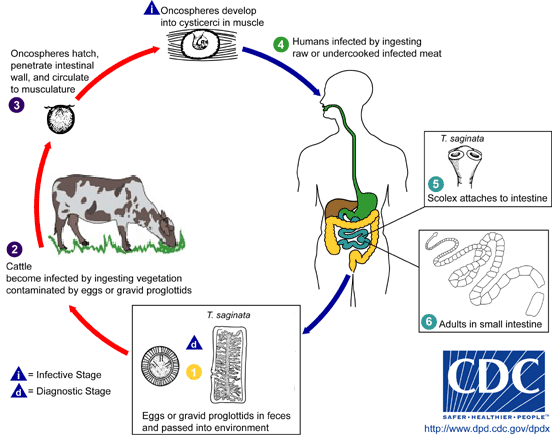 i
Oncospheres develop
into cysticerci in muscle
4
Humans infected by ingesting
raw or undercooked infected meat
Oncospheres hatch,
penetrate intestinal
wall, and circulate
to musculature
3
T. saginata
5
Scolex attaches to intestine
2
Cattle
become infected by ingesting vegetation
contaminated by eggs or gravid proglottids
6
Adults in small intestine
T. saginata
d
1
Eggs or gravid proglottids in feces
and passed into environment
i = Infective Stage
d = Diagnostic Stage
CDC
SAFER•HEALTHIER•PEOPLE™
http://www.dpd.cdc.gov/dpdx